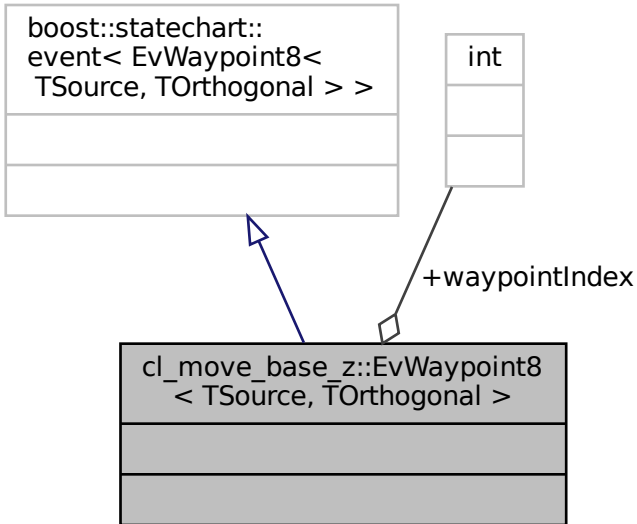 boost::statechart::
event< EvWaypoint8<
TSource, TOrthogonal > >
int
+waypointIndex
cl_move_base_z::EvWaypoint8
< TSource, TOrthogonal >